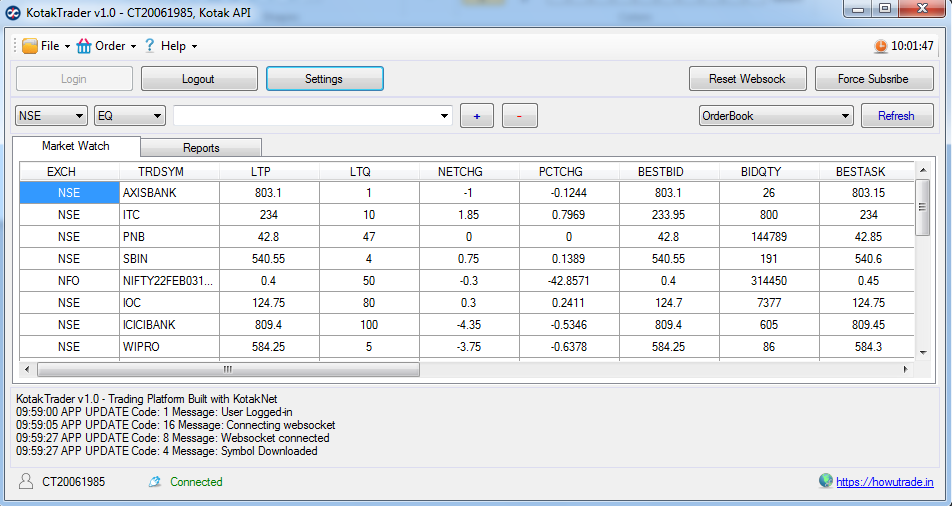 KotakTrader v1.0 - CT20061985, Kotak API
File Order ? Help 10:01:47
Login Logout Settings Reset Websock Force Subsribe
NSE EQ + - OrderBook Refresh
Market Watch Reports
EXCH TRDSYM LTP LTQ NETCHG PCTCHG BESTBID BIDQTY BESTASK
NSE AXISBANK 803.1 1 -1 -0.1244 803.1 26 803.15
NSE ITC 234 10 1.85 0.7969 233.95 800 234
NSE PNB 42.8 47 0 0 42.8 144789 42.85
NSE SBIN 540.55 4 0.75 0.1389 540.55 191 540.6
NFO NIFTY22FEB031... 0.4 50 -0.3 -42.8571 0.4 314450 0.45
NSE IOC 124.75 80 0.3 0.2411 124.7 7377 124.75
NSE ICICIBANK 809.4 100 -4.35 -0.5346 809.4 605 809.45
NSE WIPRO 584.25 5 -3.75 -0.6378 584.25 86 584.3
KotakTrader v1.0 - Trading Platform Built with KotakNet
09:59:00 APP UPDATE Code: 1 Message: User Logged-in
09:59:05 APP UPDATE Code: 16 Message: Connecting websocket
09:59:27 APP UPDATE Code: 8 Message: Websocket connected
09:59:27 APP UPDATE Code: 4 Message: Symbol Downloaded
CT20061985 Connected https://howutrade.in